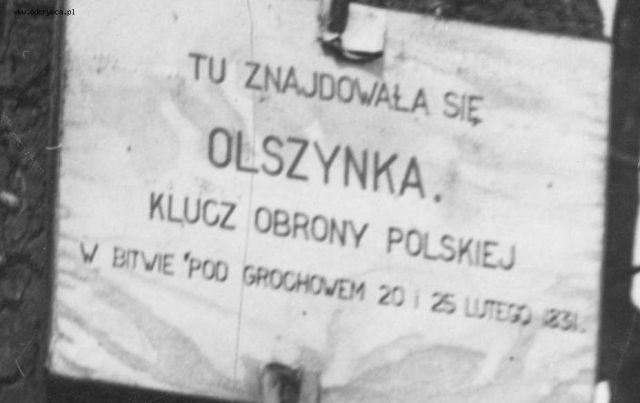 www.odkrywca.pl
TU ZNAJDOWAŁA SIĘ
OLSZYNKA.
KLUCZ OBRONY POLSKIEJ
W BITWIE POD GROCHOWEM 20 i 25 LUTEGO 1831.